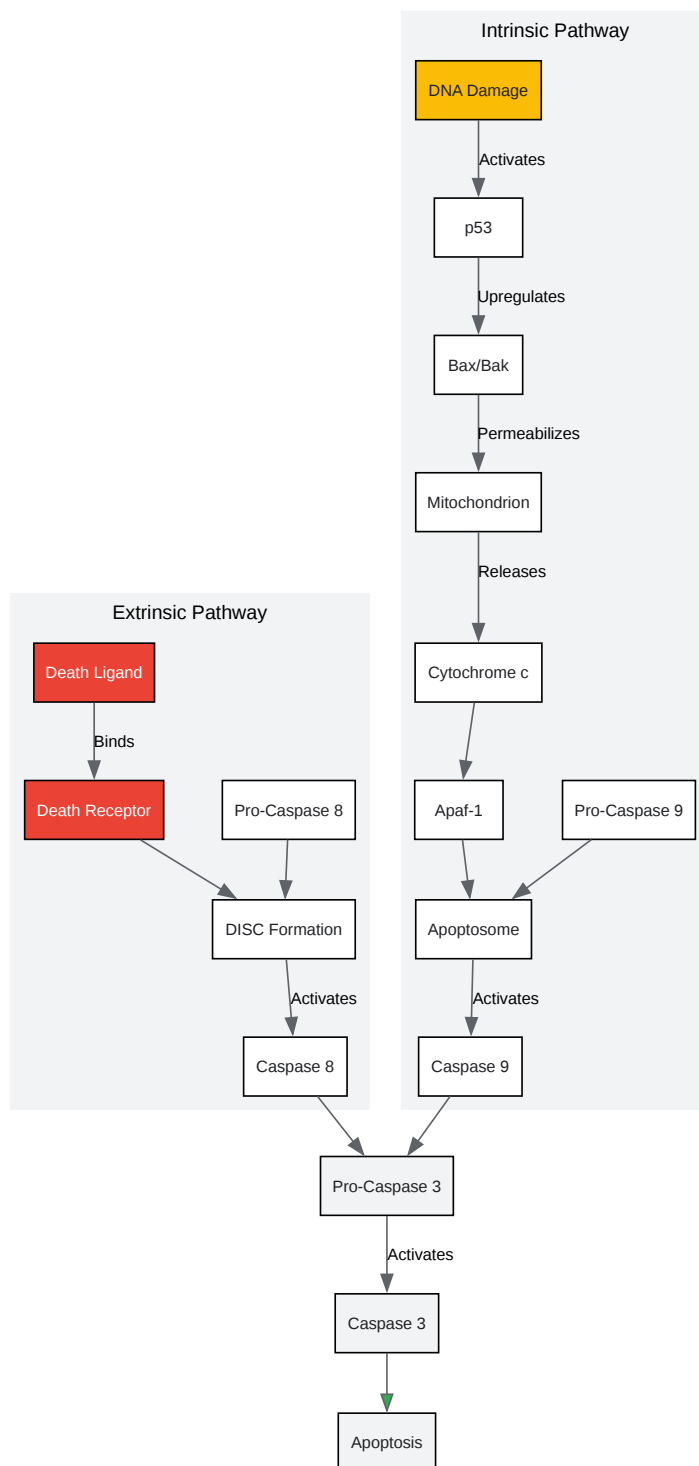 Intrinsic Pathway
DNA Damage
Activates
p53
Upregulates
Bax/Bak
Permeabilizes
Mitochondrion
Releases
Extrinsic Pathway
Death Ligand
Cytochrome c
Binds
Death Receptor
Pro-Caspase 8
Apaf-1
Pro-Caspase 9
DISC Formation
Apoptosome
Activates
Activates
Caspase 8
Caspase 9
Pro-Caspase 3
Activates
Caspase 3
Apoptosis